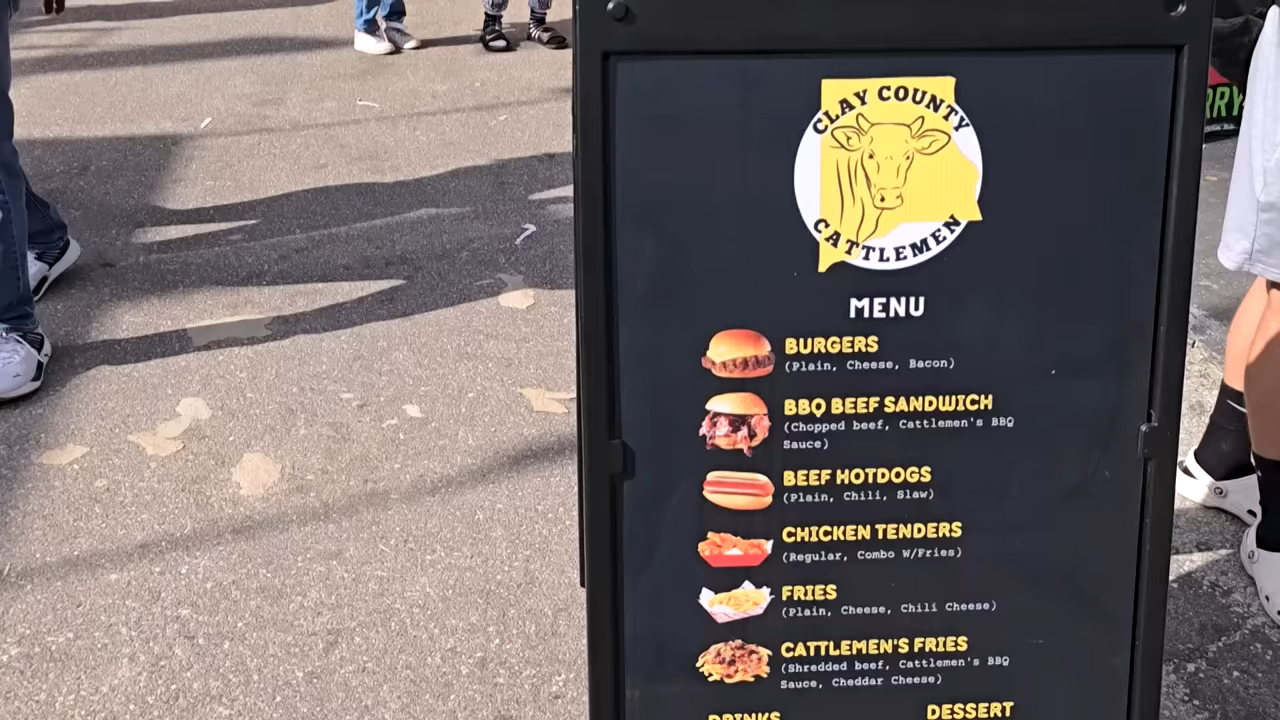 CLAY COUNTY
CATTLEMEN
MENU
BURGERS
(Plain, Cheese, Bacon)
BBQ BEEF SANDWICH
(Chopped beef, Cattlemen's BBQ
Sauce)
BEEF HOTDOGS
(Plain, Chili, Slaw)
CHICKEN TENDERS
(Regular, Combo W/Fries)
FRIES
(Plain, Cheese, Chili Cheese)
CATTLEMEN'S FRIES
(Shredded beef, Cattlemen's BBQ
Sauce, Cheddar Cheese)
DRINKS
DESSERT